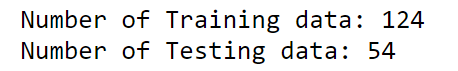 Number of Training data: 124
Number of Testing data: 54